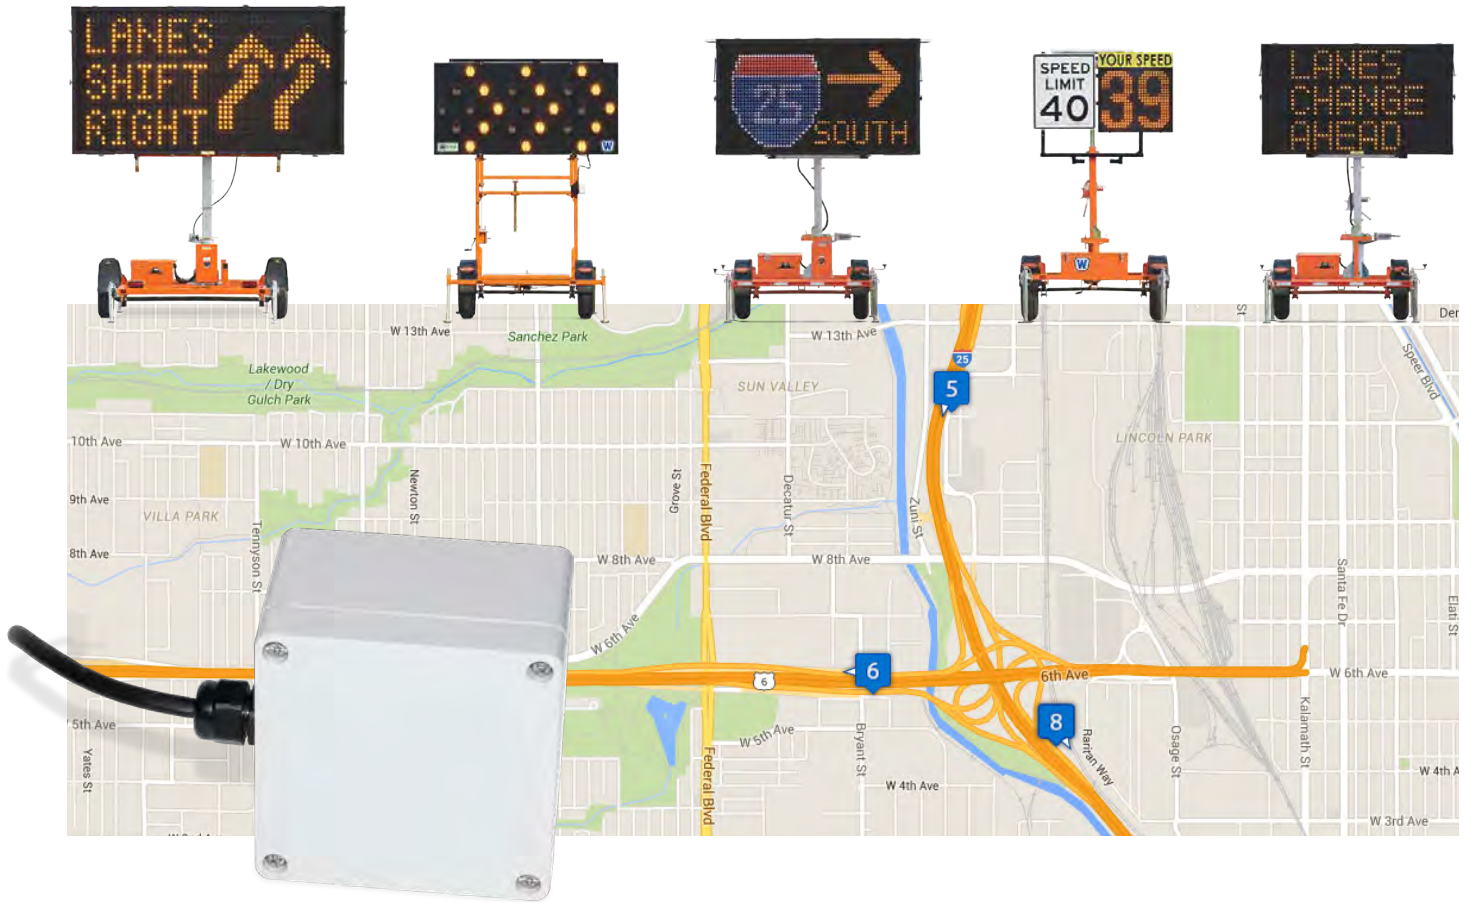 LANES
SHIFT
RIGHT
W
25
SOUTH
SPEED
LIMIT
40
YOUR SPEED
39
W
LANES
CHANGE
AHEAD
W 13th Ave
Sanchez Park
W 13th Ave
St
Der
25
5
Lakewood
/ Dry
Gulch Park
SUN VALLEY
Speer Blvd
10th Ave
W 10th Ave
LINCOLN PARK
9th Ave
Newton St
Grove St
Federal Blvd
Decatur St
Zuni St
VILLA PARK
Tennyson St
8th Ave
W 8th Ave
W 8th Ave
Santa Fe Dr
Elati St
W 6th Ave
6
6
6th Ave
W 6th Ave
5th Ave
Yates St
Federal Blvd
W 5th Ave
Bryant St
8
Rariran Way
Osage St
Kalamath St
W 4th Ave
W 4th A
W 3rd Ave